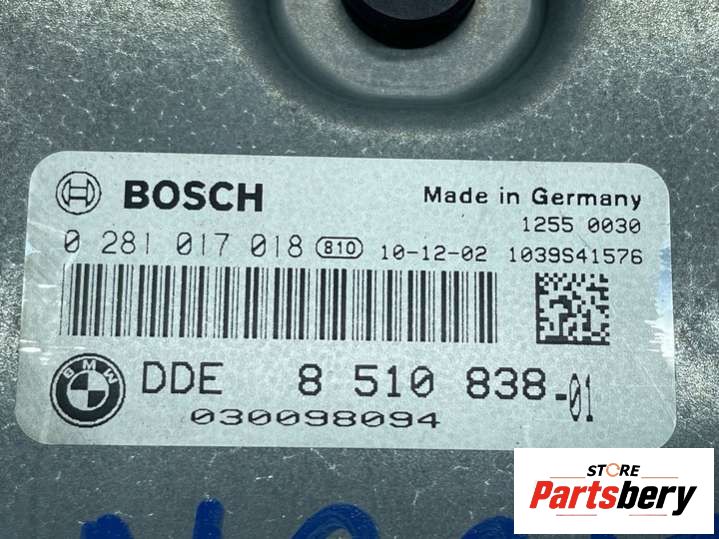 BOSCH
Made in Germany
1255 0030
0 281 017 018 810 10-12-02 1039S41576
BMW
DDE 8 510 838-01
030098094
STORE
Partsbery